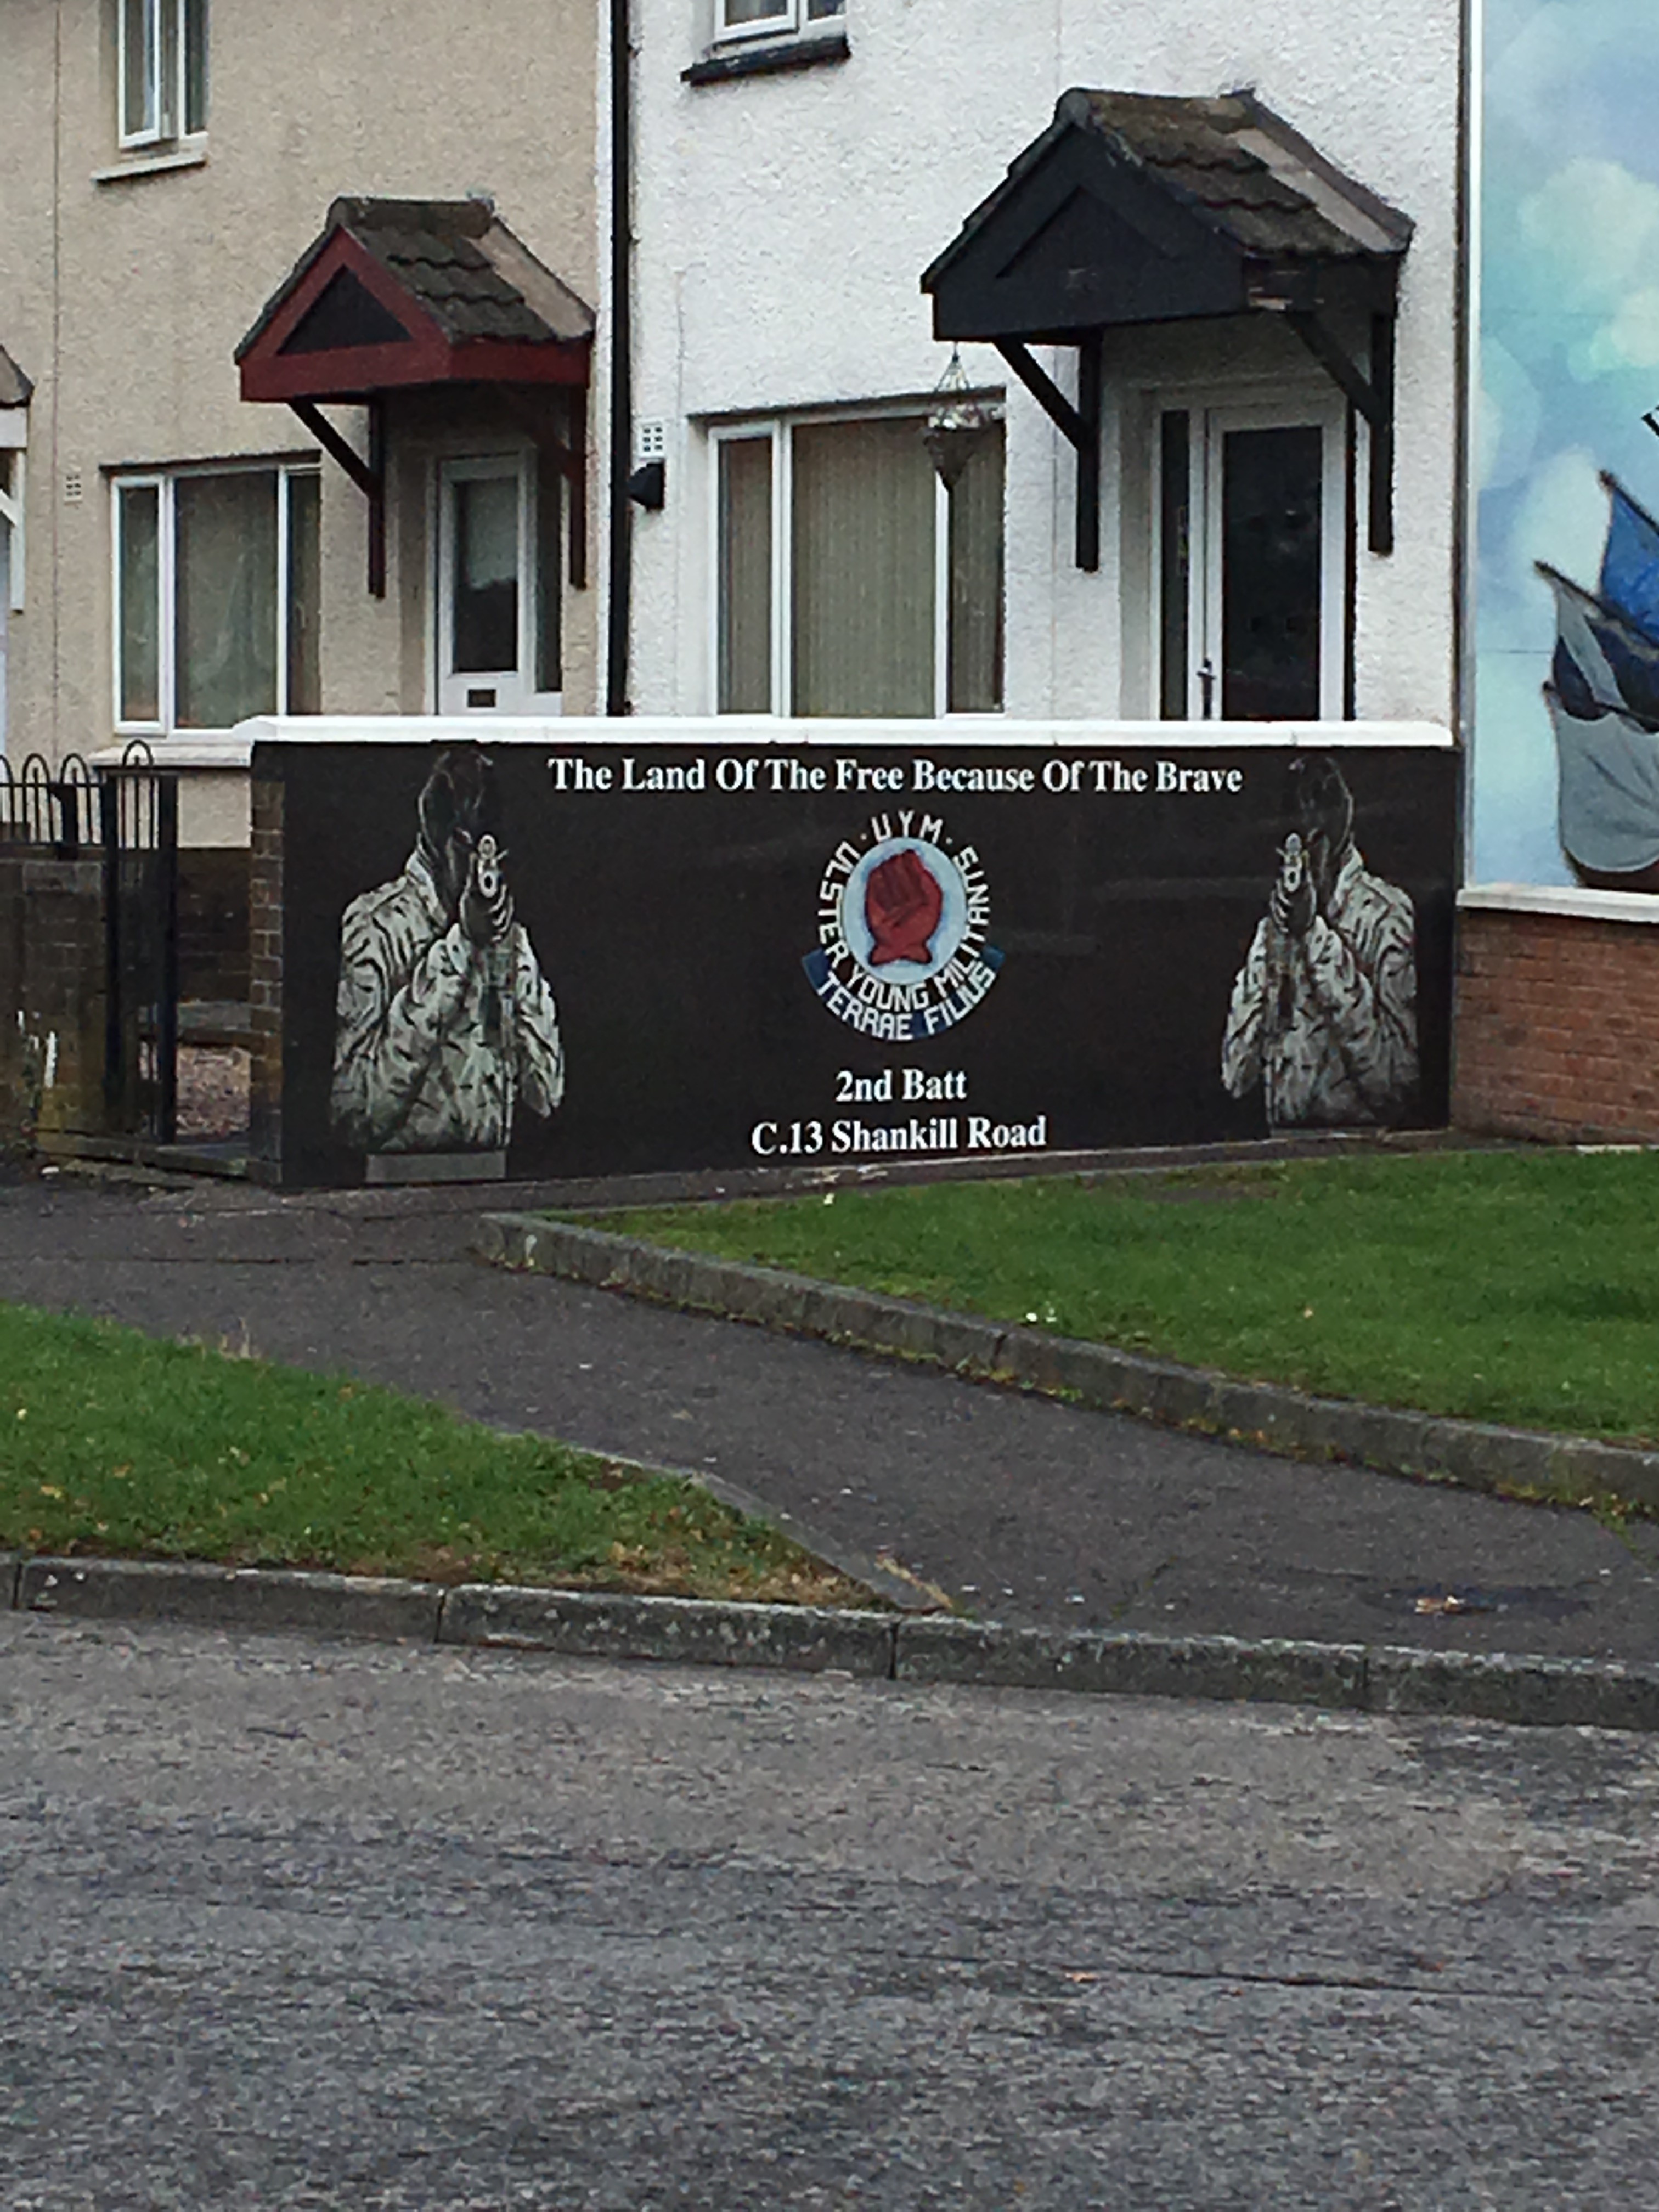 The Land Of The Free Because Of The Brave
· UYM ·
ULSTER YOUNG MILITANTS
TERRAE FILIUS
2nd Batt
C.13 Shankill Road